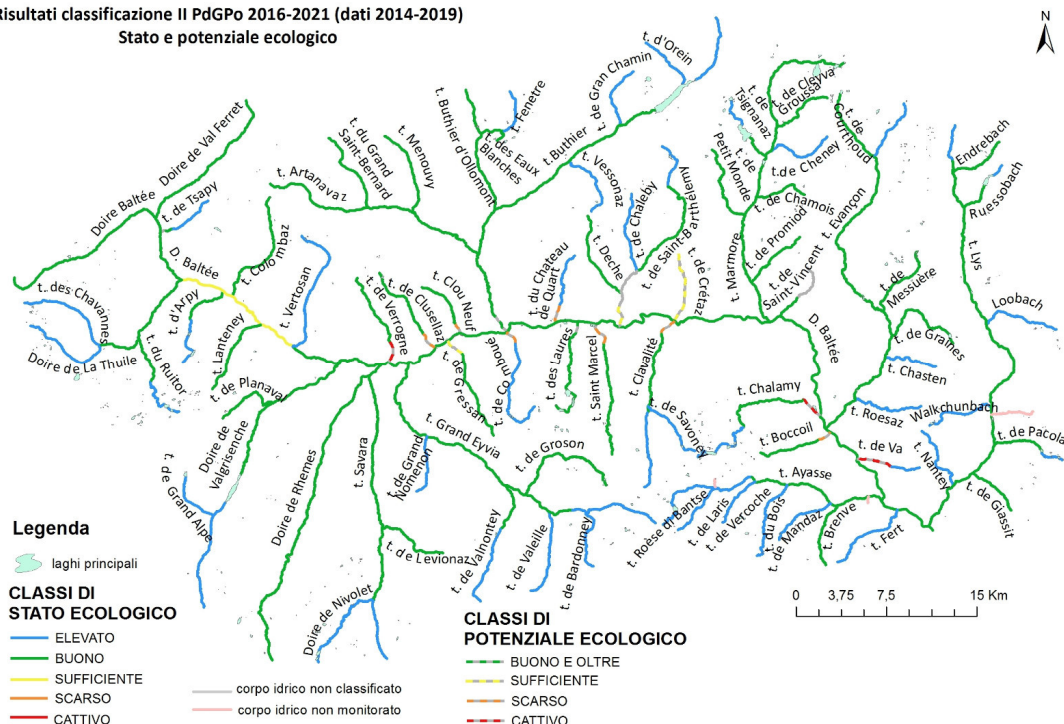 Risultati classificazione II PdGPo 2016-2021 (dati 2014-2019)
Stato e potenziale ecologico
N
t. d'Orein
t. de Gran Chamin
t. Fenetre
t. des Eaux Blanches
t. Buthier d'Ollomont
t. Buthier
t. Menouvy
t. du Grand Saint-Bernard
t. Artanavaz
Doire de Val Ferret
Doire Baltée
t. de Tsapy
D. Baltée
t. Colombaz
t. Vertosan
t. d'Arpy
t. Lanteney
t. des Chavannes
Doire de La Thuile
t. du Ruitor
t. de Planaval
Doire de Valgrisenche
t. de Grand'Alpe
Doire de Rhemes
t. Savara
t. de Levionaz
Doire de Nivolet
t. de Verrogne
t. de Clusellaz
t. Clou Neuf
t. de Gressan
t. de Comboue
t. du Chateau de Quart
t. des Laures
t. Saint Marcel
t. Deche
t. Vessonaz
t. de Chaleby
t. de Saint-Barthelemy
t. de Crétaz
t. Clavalité
t. de Savoney
t. Grand Eyvia
t. de Grand Nomenon
t. de Groson
t. de Valnontey
t. de Valeille
t. de Bardonney
t. de Tsignanaz
t. de Cleyva Groussa
t. de Petit Monde
t. de Cheney
t. de Courthoud
t. de Chamois
t. de Promiod
t. de Saint-Vincent
t. Marmore
t. Evançon
t. de Messuère
t. de Graines
t. Chasten
t. Roesaz
D. Baltée
t. Chalamy
t. Boccoil
t. de Va
t. Ayasse
Roèse di Bantse
t. de Laris
t. de Vercoche
t. du Bois
t. de Mandaz
t. Brenve
t. Fert
t. Nantey
Walkchunbach
t. de Giassit
t. de Pacola
t. Lys
Loobach
Endrebach
Ruessobach
0 3,75 7,5 15 Km
Legenda
laghi principali
CLASSI DI
STATO ECOLOGICO
ELEVATO
BUONO
SUFFICIENTE
SCARSO
CATTIVO
corpo idrico non classificato
corpo idrico non monitorato
CLASSI DI
POTENZIALE ECOLOGICO
BUONO E OLTRE
SUFFICIENTE
SCARSO
CATTIVO